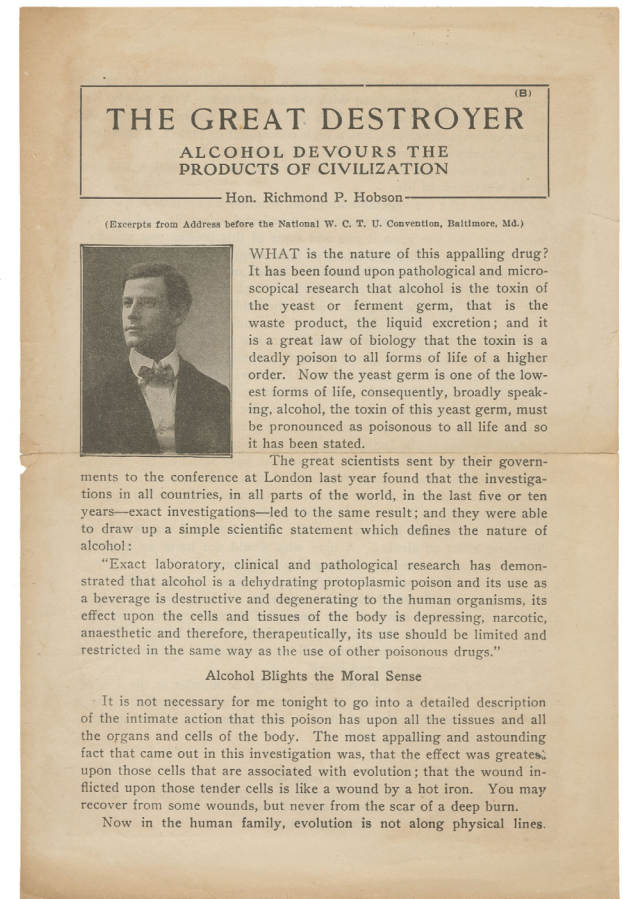 (B)
THE GREAT DESTROYER
ALCOHOL DEVOURS THE
PRODUCTS OF CIVILIZATION
Hon. Richmond P. Hobson
(Excerpts from Address before the National W. C. T. U. Convention, Baltimore, Md.)
WHAT is the nature of this appalling drug?
It has been found upon pathological and micro-
scopical research that alcohol is the toxin of
the yeast or ferment germ, that is the
waste product, the liquid excretion; and it
is a great law of biology that the toxin is a
deadly poison to all forms of life of a higher
order. Now the yeast germ is one of the low-
est forms of life, consequently, broadly speak-
ing, alcohol, the toxin of this yeast germ, must
be pronounced as poisonous to all life and so
it has been stated.
The great scientists sent by their govern-
ments to the conference at London last year found that the investiga-
tions in all countries, in all parts of the world, in the last five or ten
years—exact investigations—led to the same result; and they were able
to draw up a simple scientific statement which defines the nature of
alcohol:
"Exact laboratory, clinical and pathological research has demon-
strated that alcohol is a dehydrating protoplasmic poison and its use as
a beverage is destructive and degenerating to the human organisms, its
effect upon the cells and tissues of the body is depressing, narcotic,
anaesthetic and therefore, therapeutically, its use should be limited and
restricted in the same way as the use of other poisonous drugs."
Alcohol Blights the Moral Sense
It is not necessary for me tonight to go into a detailed description
of the intimate action that this poison has upon all the tissues and all
the organs and cells of the body. The most appalling and astounding
fact that came out in this investigation was, that the effect was greatest
upon those cells that are associated with evolution; that the wound in-
flicted upon those tender cells is like a wound by a hot iron. You may
recover from some wounds, but never from the scar of a deep burn.
Now in the human family, evolution is not along physical lines.